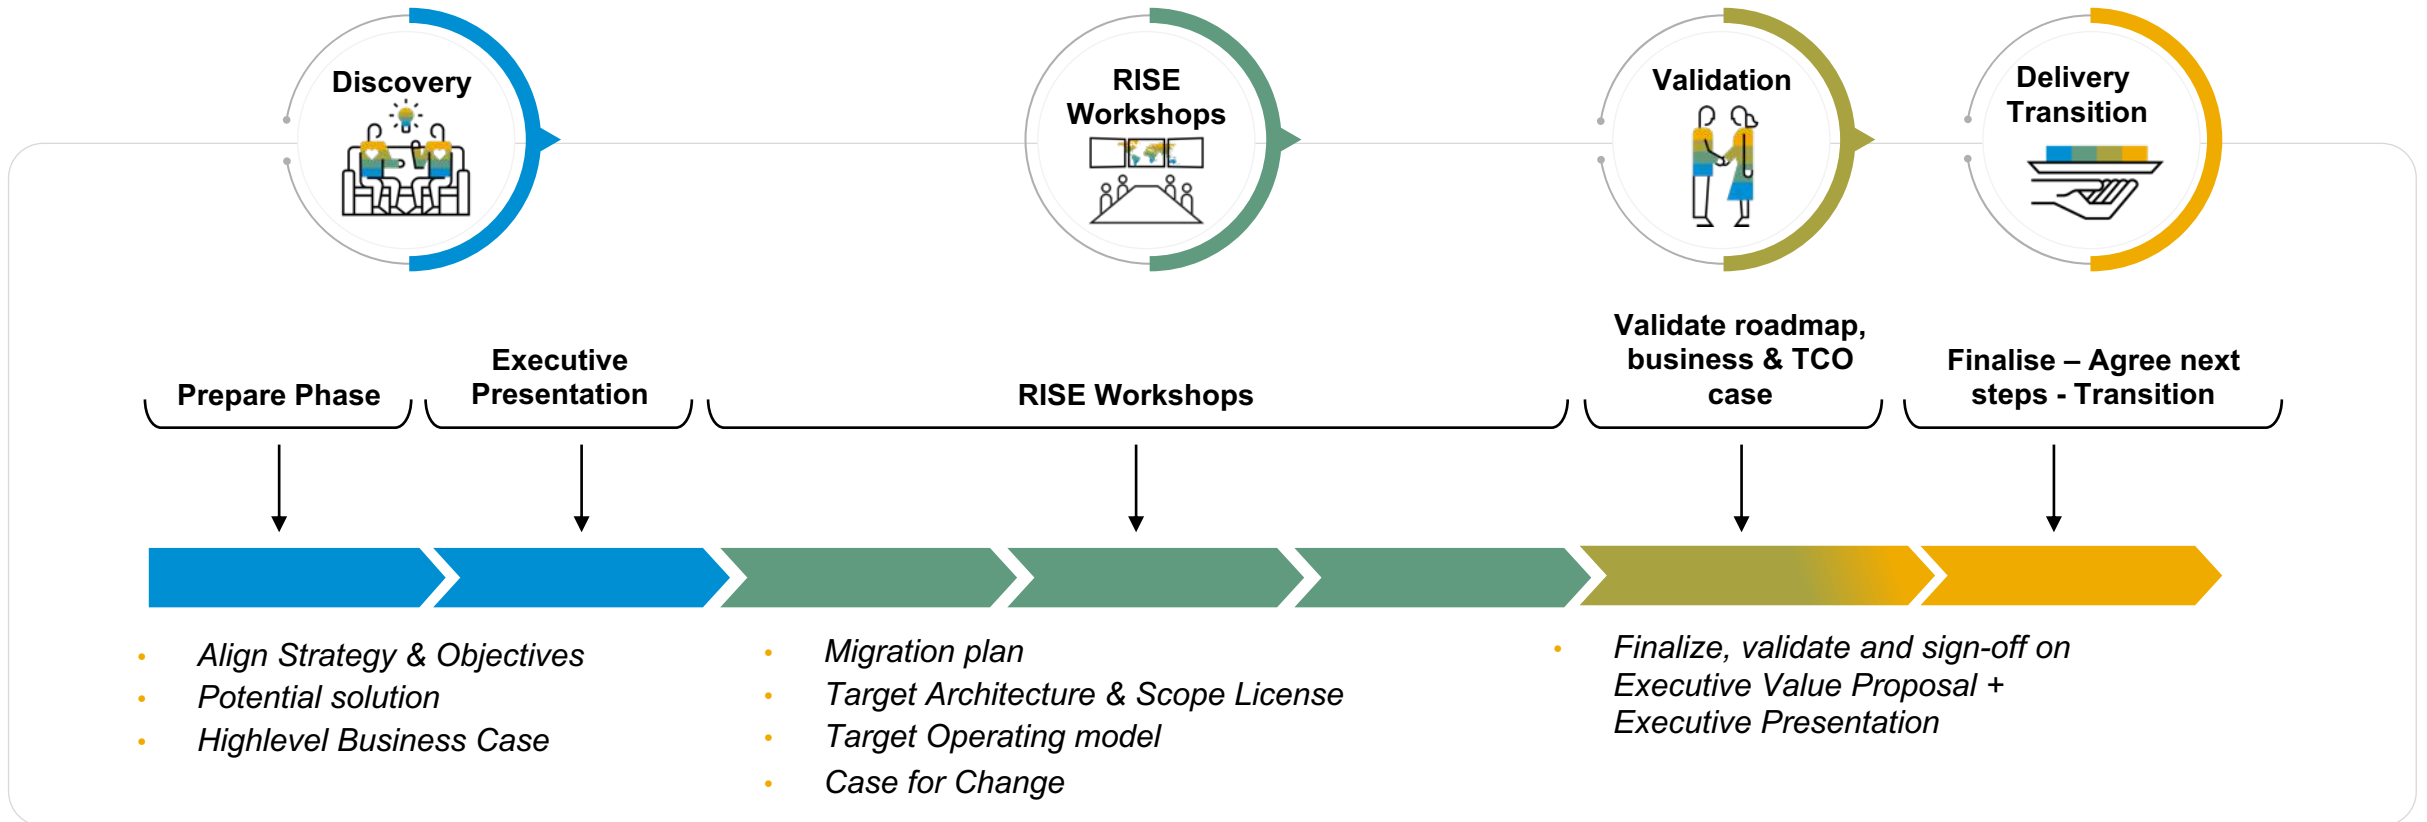 Discovery
RISE
Workshops
Validation
Delivery
Transition
Prepare Phase
Executive
Presentation
RISE Workshops
Validate roadmap,
business & TCO
case
Finalise – Agree next
steps - Transition
• Align Strategy & Objectives
• Potential solution
• Highlevel Business Case
• Migration plan
• Target Architecture & Scope License
• Target Operating model
• Case for Change
• Finalize, validate and sign-off on
Executive Value Proposal +
Executive Presentation